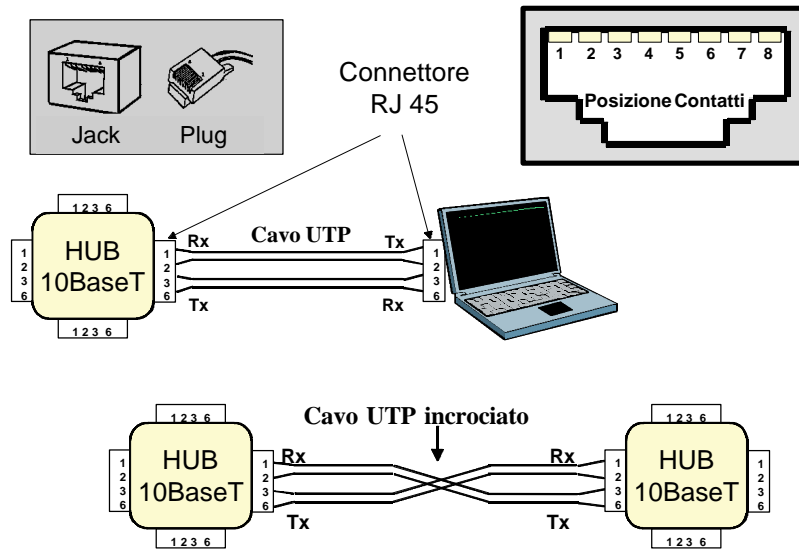 Jack
Plug
Connettore
RJ 45
1 2 3 4 5 6 7 8
Posizione Contatti
1 2 3 6
HUB
10BaseT
1
2
3
6
1
2
3
6
1 2 3 6
Rx
Cavo UTP
Tx
Tx
Rx
1
2
3
6
Cavo UTP incrociato
1 2 3 6
HUB
10BaseT
1
2
3
6
1
2
3
6
1 2 3 6
Rx
Tx
Rx
Tx
1 2 3 6
HUB
10BaseT
1
2
3
6
1
2
3
6
1 2 3 6